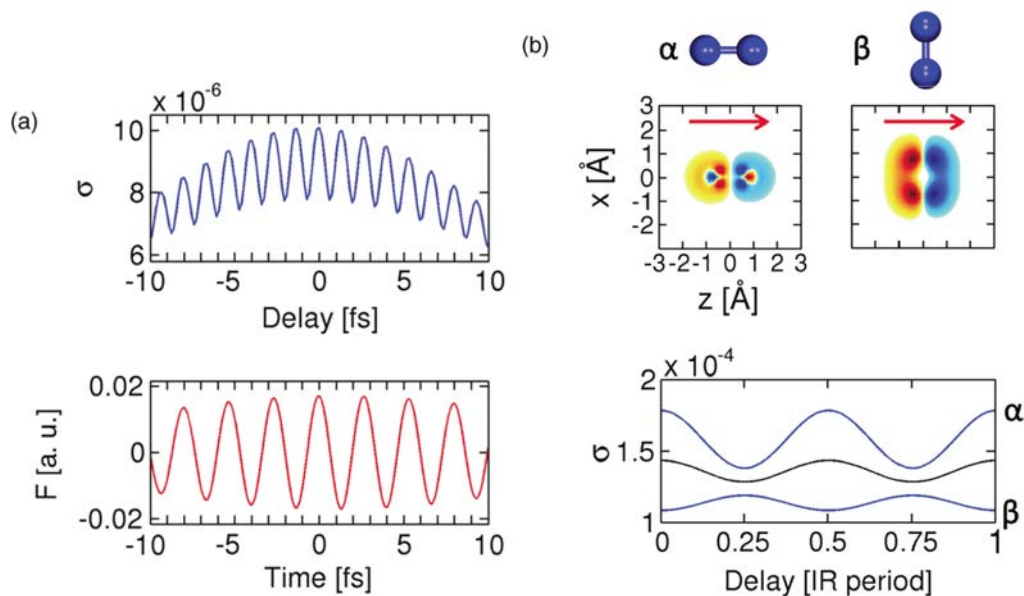 (a)
x 10^-6
10
8
6
σ
-10 -5 0 5 10
Delay [fs]
0.02
0
-0.02
F [a. u.]
-10 -5 0 5 10
Time [fs]
(b)
α
β
3
2
1
0
-1
-2
x [Å]
-3 -2 -1 0 1 2 3
z [Å]
x 10^-4
2
1.5
1
σ
α
β
0 0.25 0.5 0.75 1
Delay [IR period]